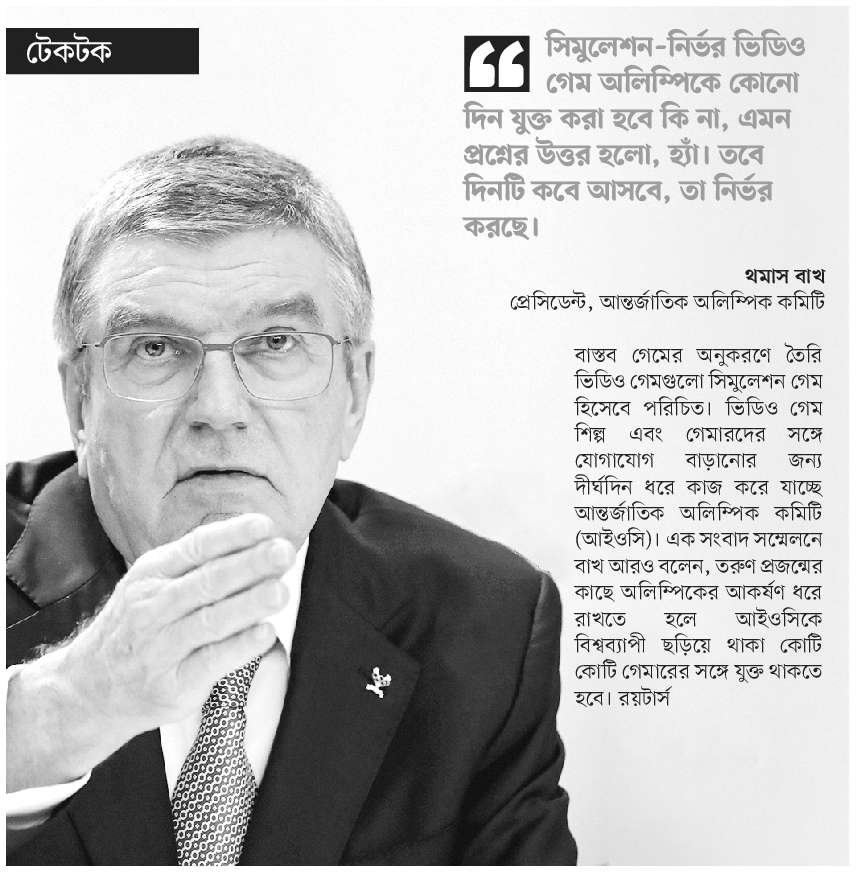 টেকটক
সিমুলেশন-নির্ভর ভিডিও
গেম অলিম্পিকে কোনো
দিন যুক্ত করা হবে কি না, এমন
প্রশ্নের উত্তর হলো, হ্যাঁ। তবে
দিনটি কবে আসবে, তা নির্ভর
করছে।
থমাস বাখ
প্রেসিডেন্ট, আন্তর্জাতিক অলিম্পিক কমিটি
বাস্তব গেমের অনুকরণে তৈরি
ভিডিও গেমগুলো সিমুলেশন গেম
হিসেবে পরিচিত। ভিডিও গেম
শিল্প এবং গেমারদের সঙ্গে
যোগাযোগ বাড়ানোর জন্য
দীর্ঘদিন ধরে কাজ করে যাচ্ছে
আন্তর্জাতিক অলিম্পিক কমিটি
(আইওসি)। এক সংবাদ সম্মেলনে
বাখ আরও বলেন, তরুণ প্রজন্মের
কাছে অলিম্পিকের আকর্ষণ ধরে
রাখতে হলে আইওসিকে
বিশ্বব্যাপী ছড়িয়ে থাকা কোটি
কোটি গেমারের সঙ্গে যুক্ত থাকতে
হবে। রয়টার্স